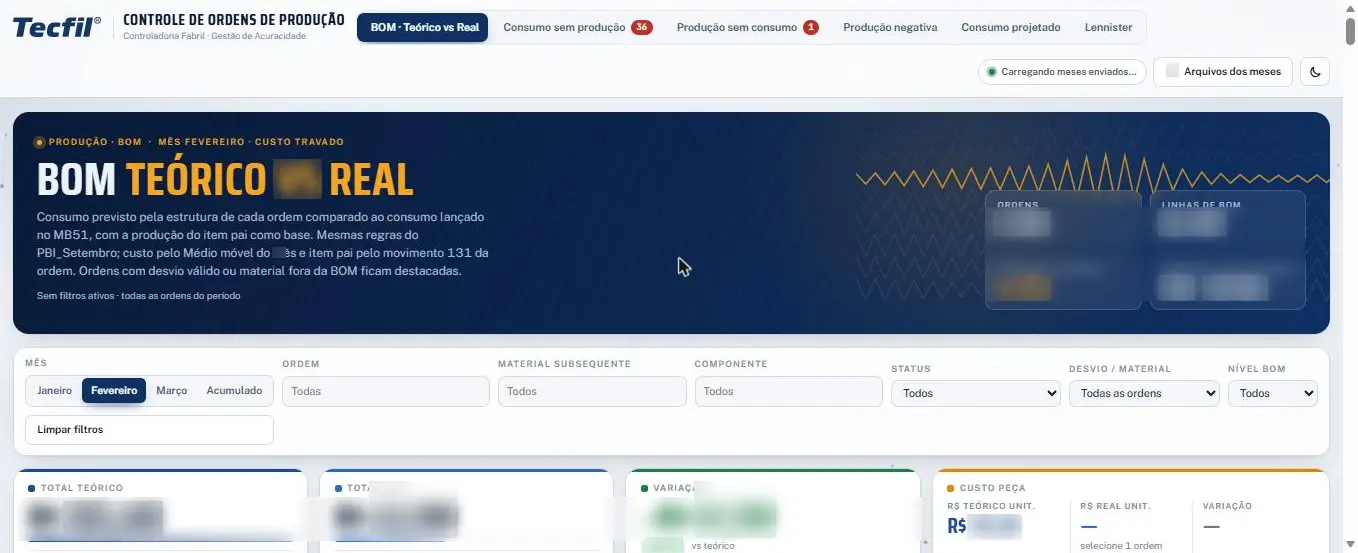 Tecfil®
CONTROLE DE ORDENS DE PRODUÇÃO
Controladoria Fabril · Gestão de Acuracidade
BOM · Teórico vs Real
Consumo sem produção 36
Produção sem consumo 1
Produção negativa
Consumo projetado
Lennister
Carregando meses enviados...
Arquivos dos meses
PRODUÇÃO · BOM · MÊS FEVEREIRO · CUSTO TRAVADO
BOM TEÓRICO REAL
Consumo previsto pela estrutura de cada ordem comparado ao consumo lançado
no MB51, com a produção do item pai como base. Mesmas regras do
PBI_Setembro; custo pelo Médio móvel do e item pai pelo movimento 131 da
ordem. Ordens com desvio válido ou material fora da BOM ficam destacadas.
Sem filtros ativos · todas as ordens do período
ORDENS
LINHAS DE BOM
MÊS
Janeiro
Fevereiro
Março
Acumulado
ORDEM
Todas
MATERIAL SUBSEQUENTE
Todos
COMPONENTE
Todos
STATUS
Todos
DESVIO / MATERIAL
Todas as ordens
NÍVEL BOM
Todos
Limpar filtros
TOTAL TEÓRICO
CUSTO PEÇA
R$ TEÓRICO UNIT.
R$
R$ REAL UNIT.
—
selecione 1 ordem
VARIAÇÃO
—
vs teórico